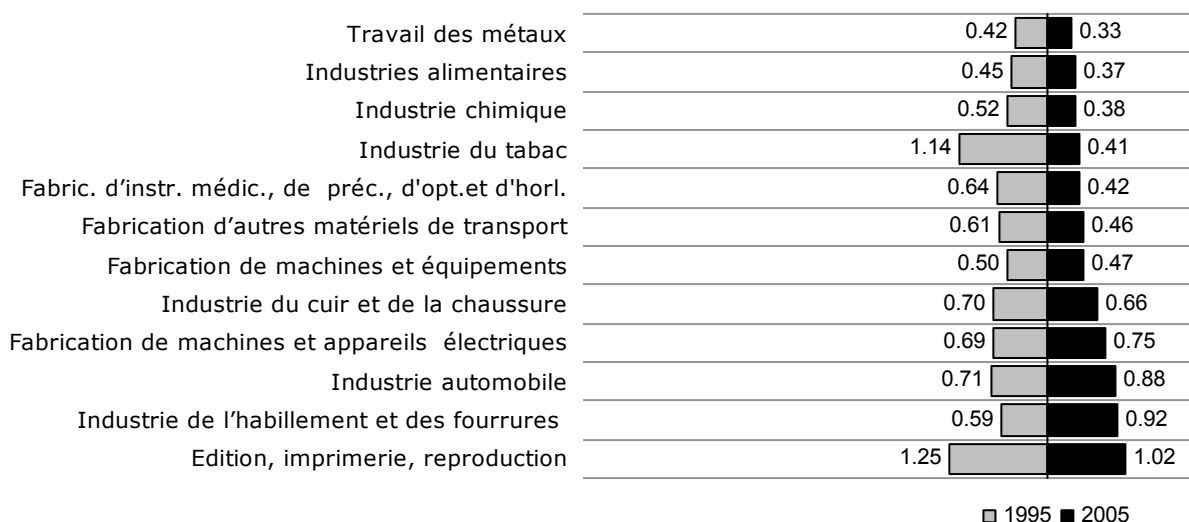 Travail des métaux 0.42 0.33
Industries alimentaires 0.45 0.37
Industrie chimique 0.52 0.38
Industrie du tabac 1.14 0.41
Fabric. d’instr. médic., de préc., d'opt.et d'horl. 0.64 0.42
Fabrication d’autres matériels de transport 0.61 0.46
Fabrication de machines et équipements 0.50 0.47
Industrie du cuir et de la chaussure 0.70 0.66
Fabrication de machines et appareils électriques 0.69 0.75
Industrie automobile 0.71 0.88
Industrie de l’habillement et des fourrures 0.59 0.92
Edition, imprimerie, reproduction 1.25 1.02
1995 2005